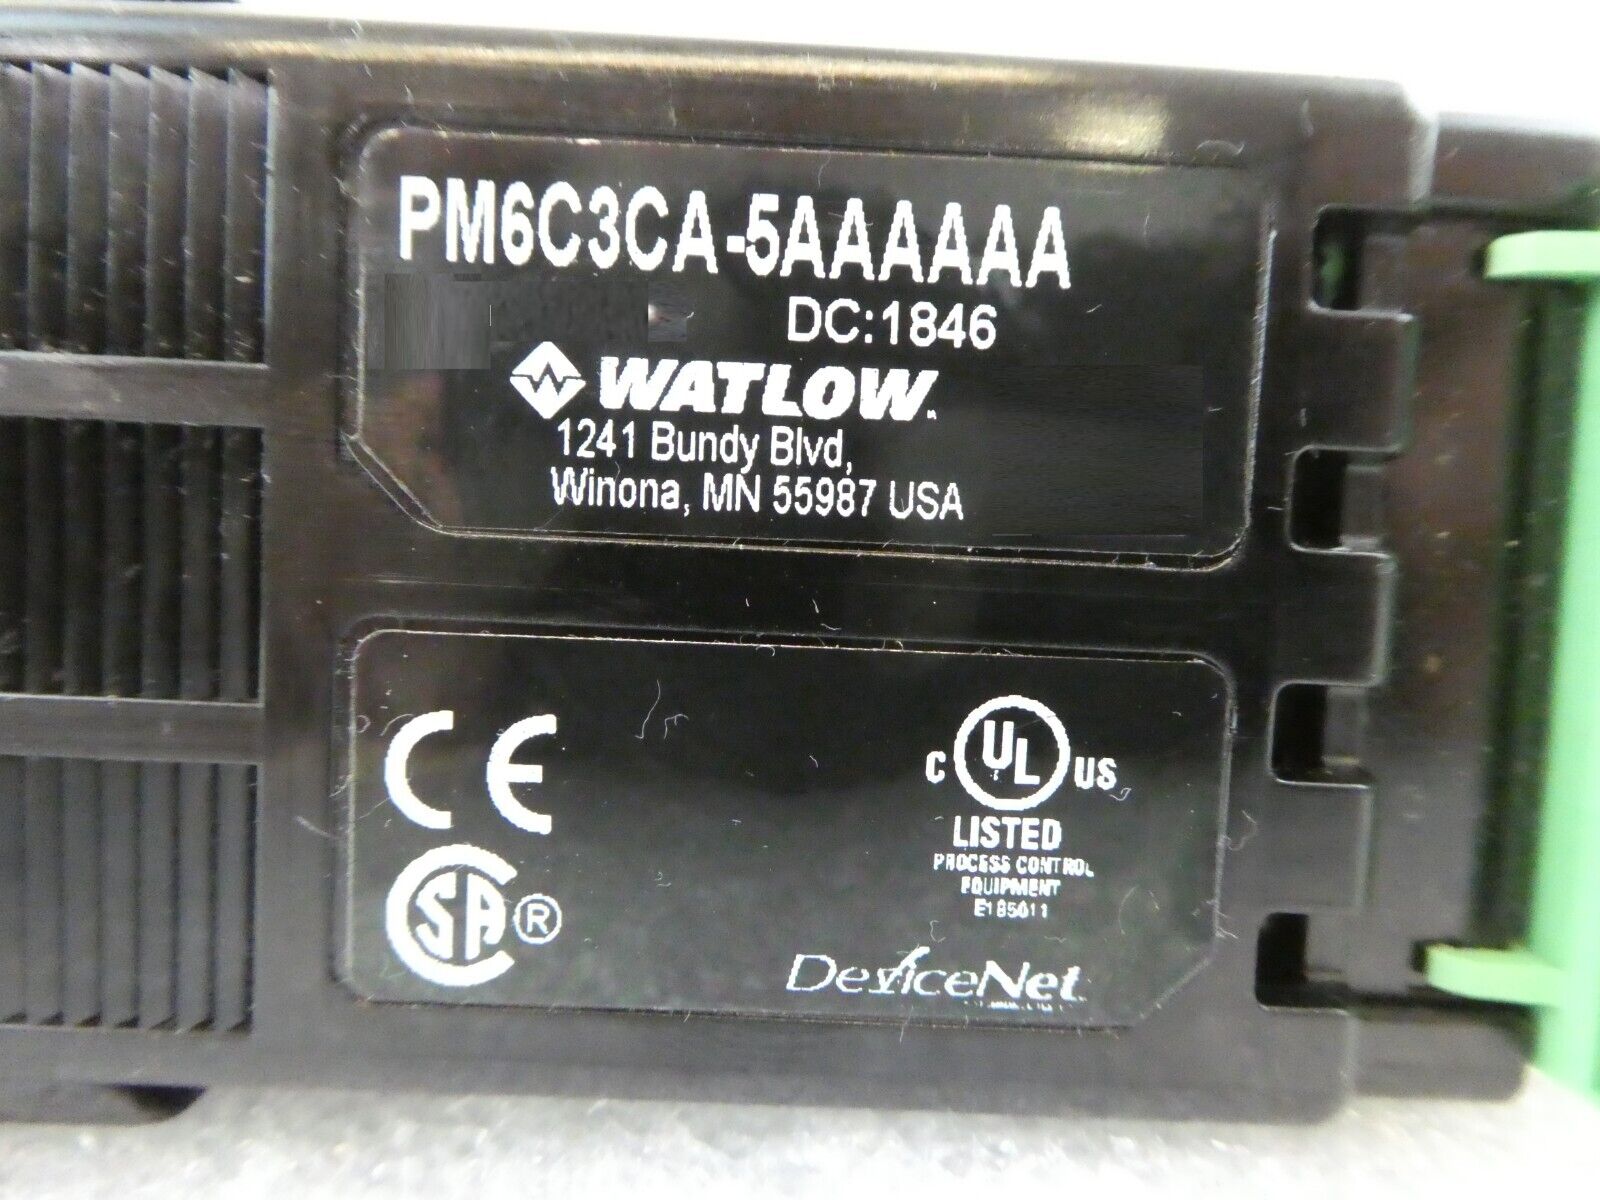 PM6C3CA-5AAAAAA
DC:1846
WATLOW.
1241 Bundy Blvd,
Winona, MN 55987 USA
CE
C UL US
LISTED
PROCESS CONTROL
EQUIPMENT
E185611
SA ®
DeviceNet